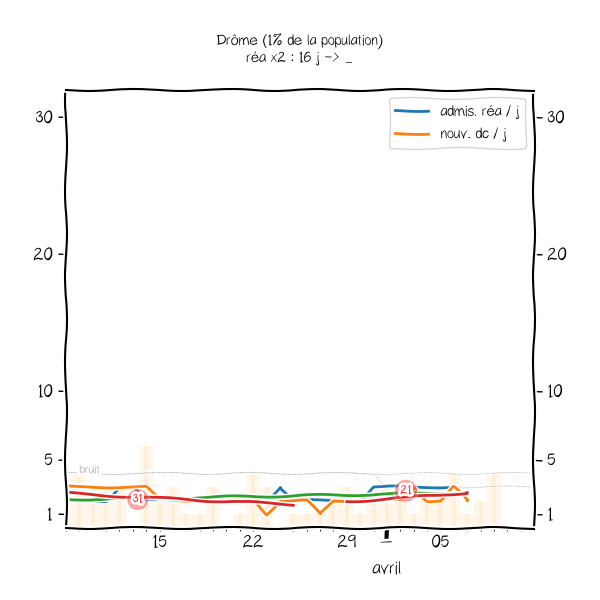 Drôme (1% de la population)
réa x2 : 16 j -> _
admis. réa / j
nouv. dc / j
30
30
20
20
10
10
bruit
5
5
31
21
1
1
15
22
29
05
avril